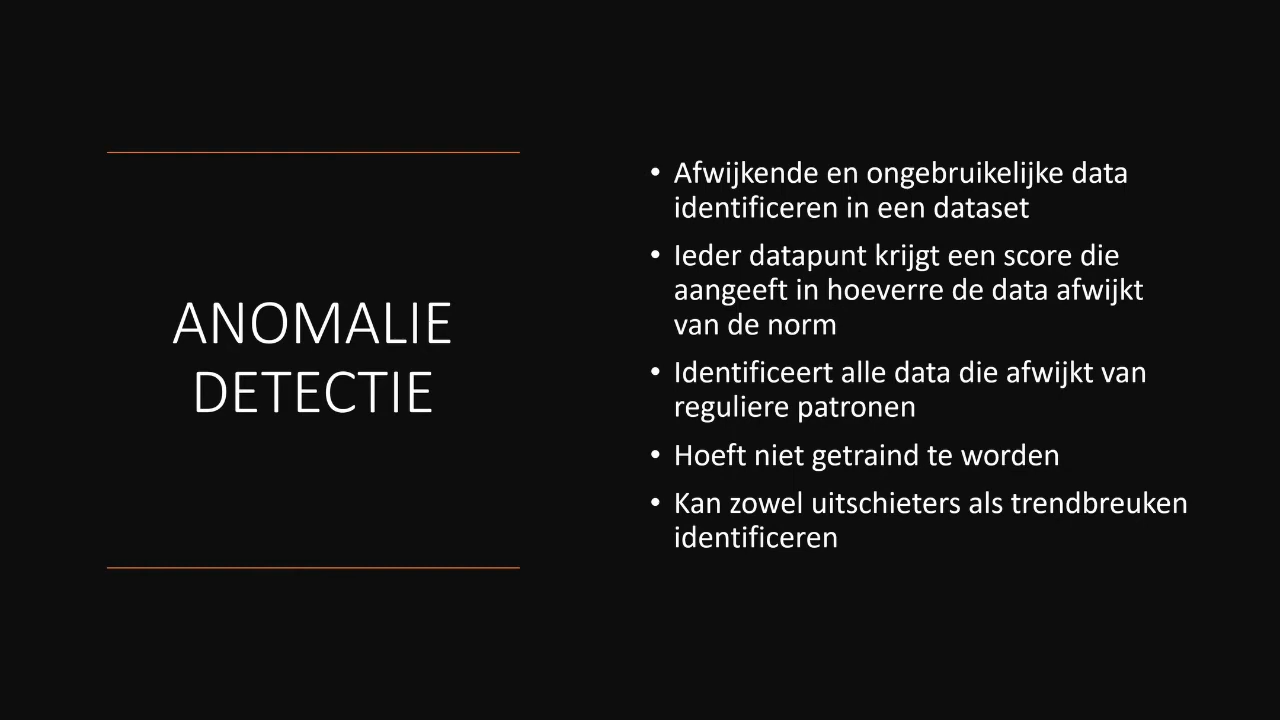 ANOMALIE
DETECTIE
• Afwijkende en ongebruikelijke data
identificeren in een dataset
• Ieder datapunt krijgt een score die
aangeeft in hoeverre de data afwijkt
van de norm
• Identificeert alle data die afwijkt van
reguliere patronen
• Hoeft niet getraind te worden
• Kan zowel uitschieters als trendbreuken
identificeren